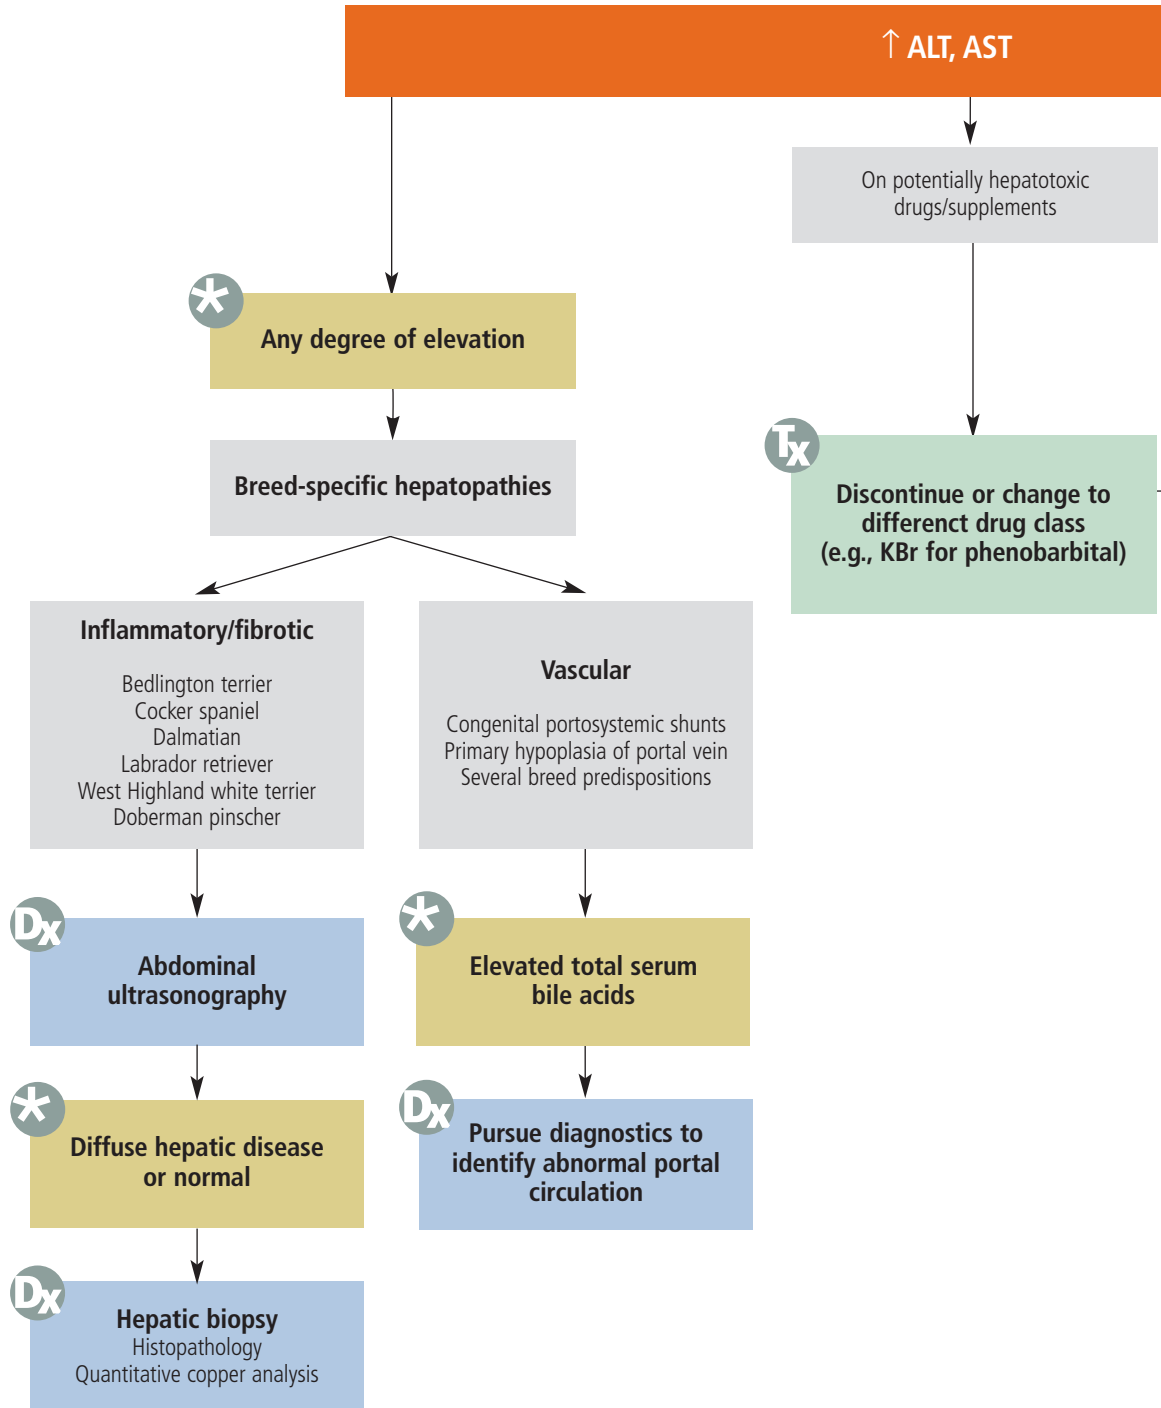 ↑ ALT, AST
On potentially hepatotoxic
drugs/supplements
*
Any degree of elevation
Breed-specific hepatopathies
Tx
Discontinue or change to
differenct drug class
(e.g., KBr for phenobarbital)
Inflammatory/fibrotic
Bedlington terrier
Cocker spaniel
Dalmatian
Labrador retriever
West Highland white terrier
Doberman pinscher
Vascular
Congenital portosystemic shunts
Primary hypoplasia of portal vein
Several breed predispositions
Dx
Abdominal
ultrasonography
*
Elevated total serum
bile acids
*
Diffuse hepatic disease
or normal
Dx
Pursue diagnostics to
identify abnormal portal
circulation
Dx
Hepatic biopsy
Histopathology
Quantitative copper analysis